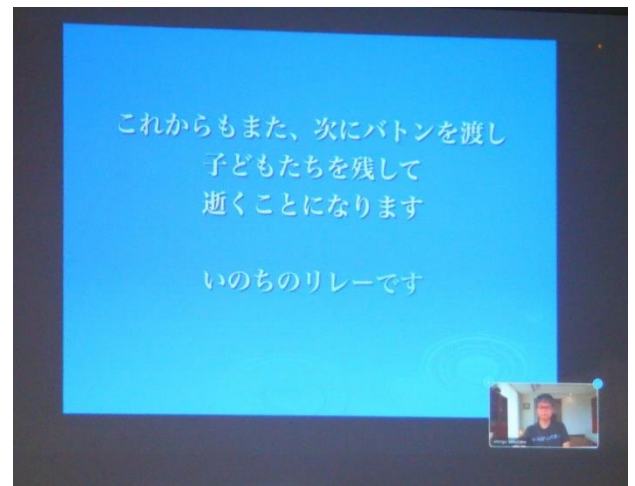 これからもまた、次にバトンを渡し
子どもたちを残して
逝くことになります
いのちのリレーです